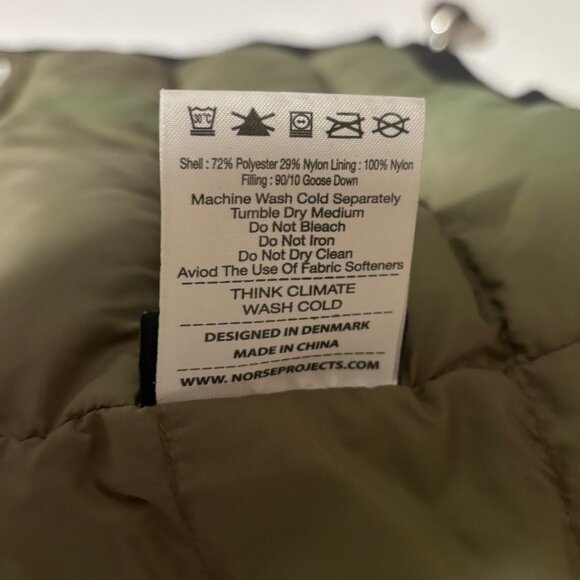 30°C
Shell : 72% Polyester 29% Nylon Lining : 100% Nylon
Filling : 90/10 Goose Down
Machine Wash Cold Separately
Tumble Dry Medium
Do Not Bleach
Do Not Iron
Do Not Dry Clean
Aviod The Use Of Fabric Softeners
THINK CLIMATE
WASH COLD
DESIGNED IN DENMARK
MADE IN CHINA
WWW. NORSEPROJECTS.COM